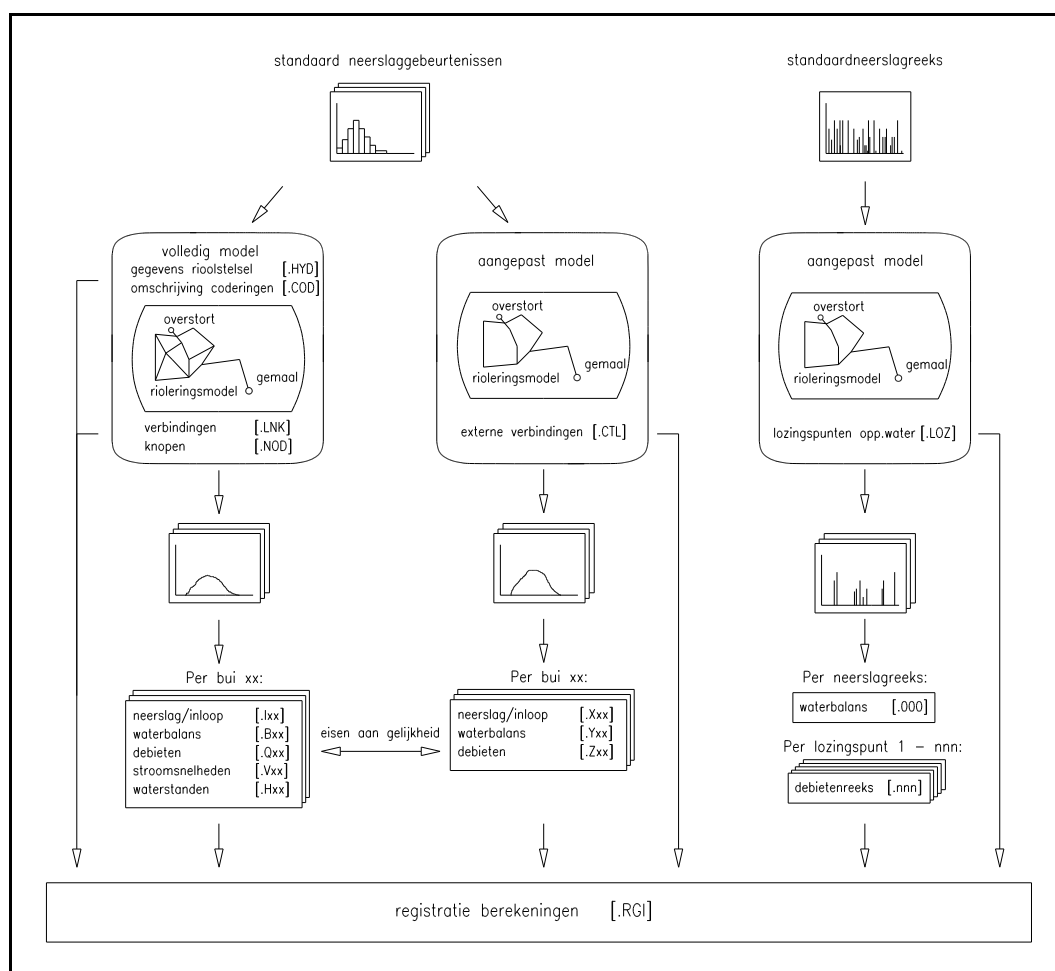 standaard neerslaggebeurtenissen
standaardneerslagreeks
volledig model
gegevens rioolstelsel [.HYD]
omschrijving coderingen [.COD]
overstort
gemaal
rioleringsmodel
verbindingen [.LNK]
knopen [.NOD]
aangepast model
overstort
gemaal
rioleringsmodel
externe verbindingen [.CTL]
aangepast model
overstort
gemaal
rioleringsmodel
lozingspunten opp.water [.LOZ]
Per bui xx:
neerslag/inloop [.Ixx]
waterbalans [.Bxx]
debieten [.Qxx]
stroomsnelheden [.Vxx]
waterstanden [.Hxx]
eisen aan gelijkheid
Per bui xx:
neerslag/inloop [.Xxx]
waterbalans [.Yxx]
debieten [.Zxx]
Per neerslagreeks:
waterbalans [.000]
Per lozingspunt 1 – nnn:
debietenreeks [.nnn]
registratie berekeningen [.RGI]